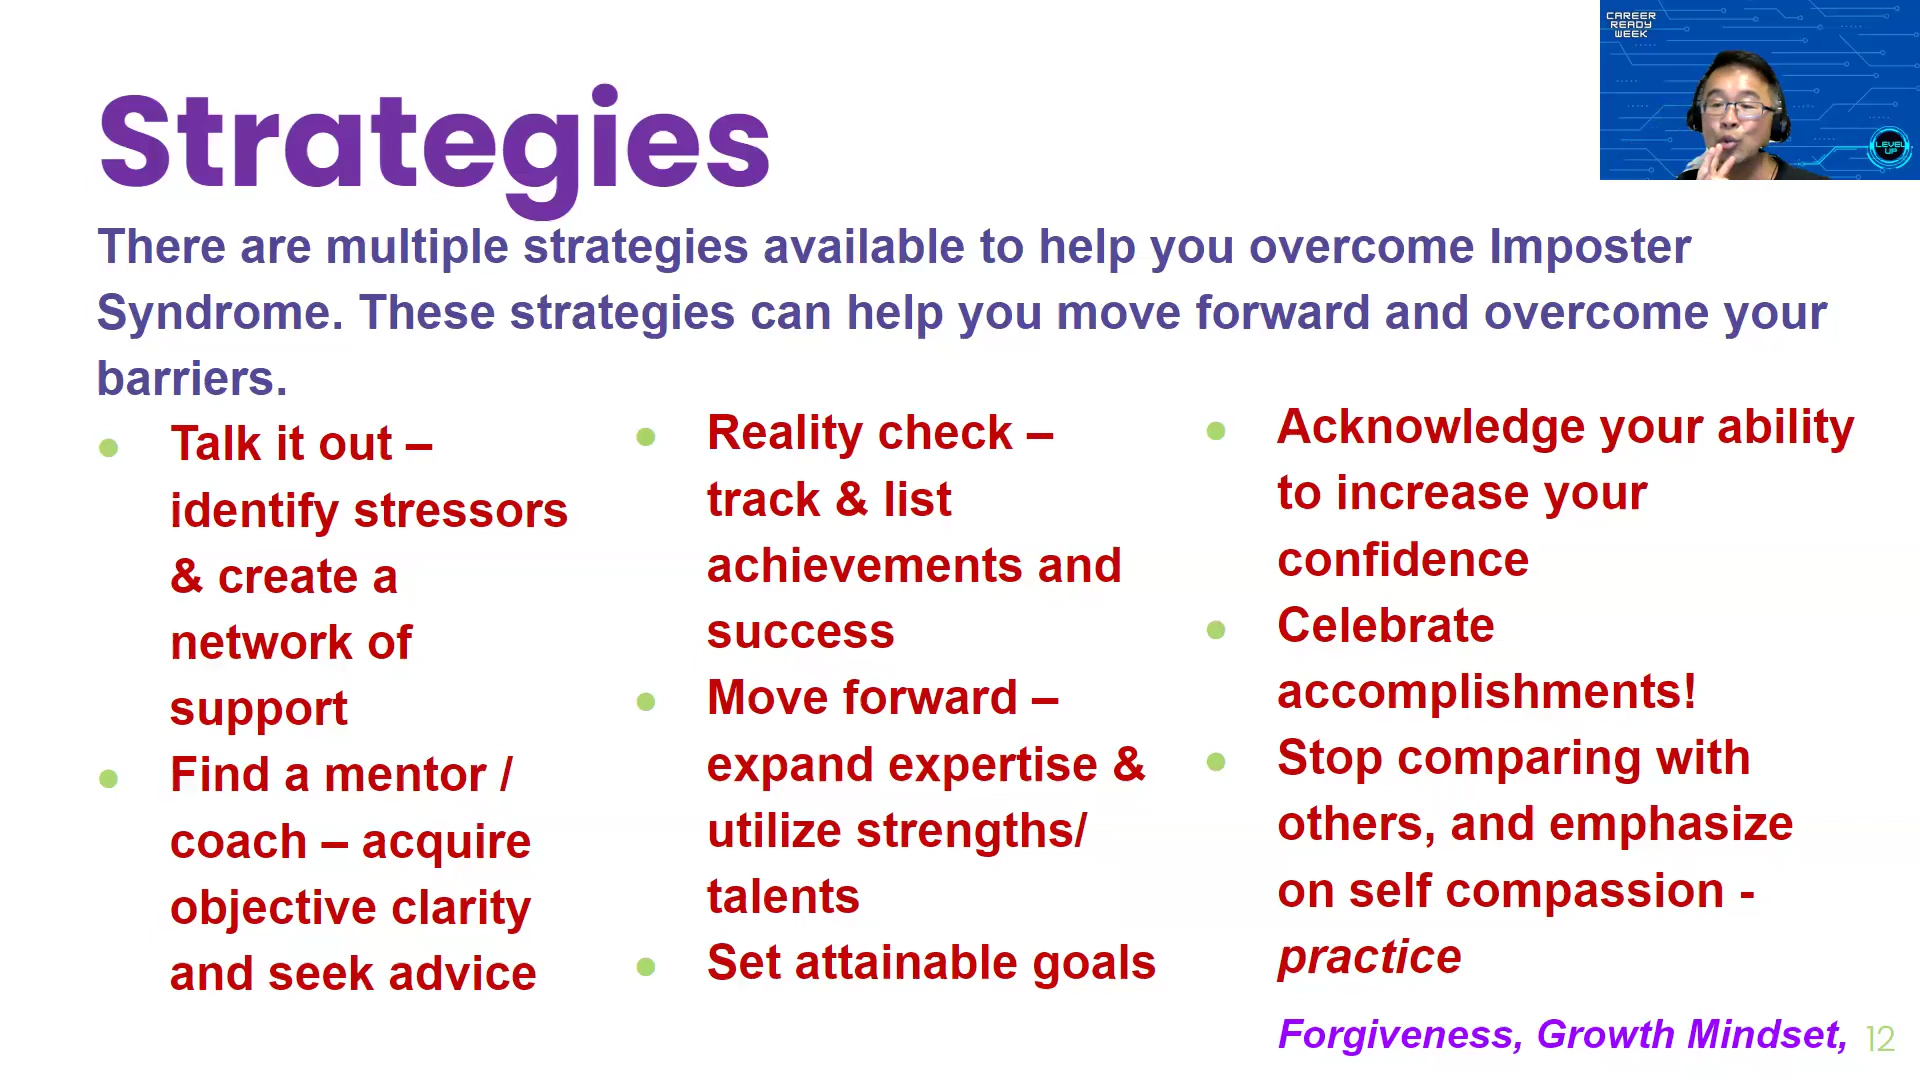 Strategies
There are multiple strategies available to help you overcome Imposter
Syndrome. These strategies can help you move forward and overcome your
barriers.
Talk it out –
identify stressors
& create a
network of
support
Find a mentor /
coach – acquire
objective clarity
and seek advice
Reality check –
track & list
achievements and
success
Move forward –
expand expertise &
utilize strengths/
talents
Set attainable goals
Acknowledge your ability
to increase your
confidence
Celebrate
accomplishments!
Stop comparing with
others, and emphasize
on self compassion -
practice
Forgiveness, Growth Mindset,
12
CAREER
READY
WEEK
LEVEL
UP